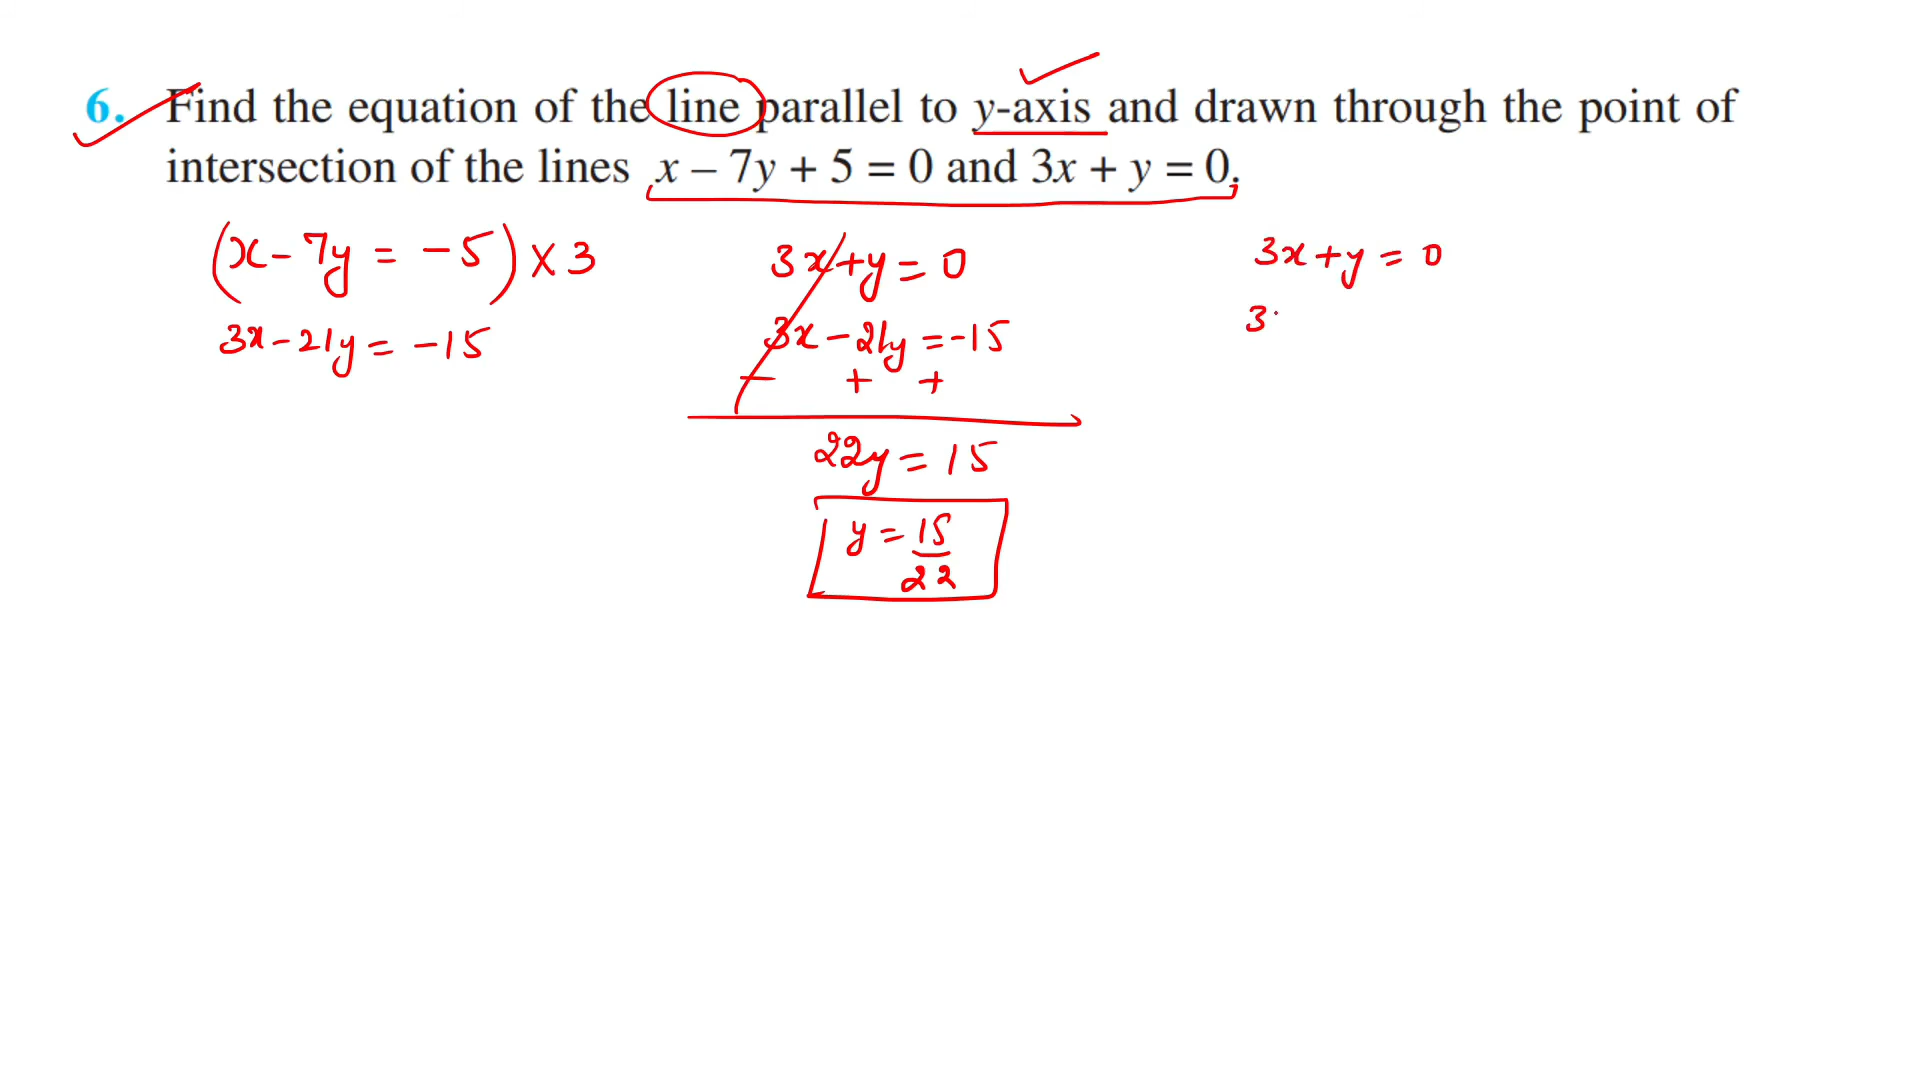 6. Find the equation of the line parallel to y-axis and drawn through the point of
intersection of the lines x – 7y + 5 = 0 and 3x + y = 0.
(x - 7y = -5) × 3
3x - 21y = -15
3x + y = 0
3x - 21y = -15
- + +
22y = 15
y = 15/22
3x + y = 0
3